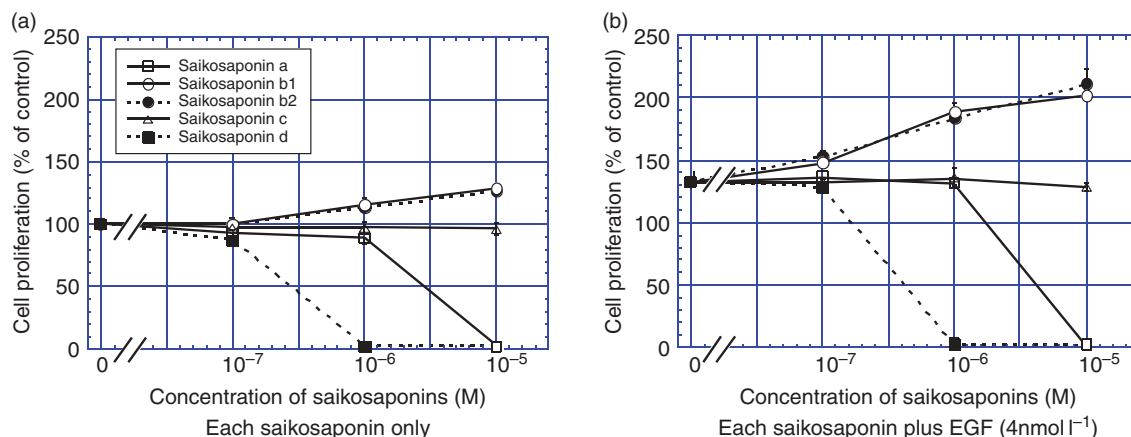 (a)
250
200
150
100
50
0
Cell proliferation (% of control)
Saikosaponin a
Saikosaponin b1
Saikosaponin b2
Saikosaponin c
Saikosaponin d
0 10⁻⁷ 10⁻⁶ 10⁻⁵
Concentration of saikosaponins (M)
Each saikosaponin only
(b)
250
200
150
100
50
0
Cell proliferation (% of control)
0 10⁻⁷ 10⁻⁶ 10⁻⁵
Concentration of saikosaponins (M)
Each saikosaponin plus EGF (4nmol l⁻¹)